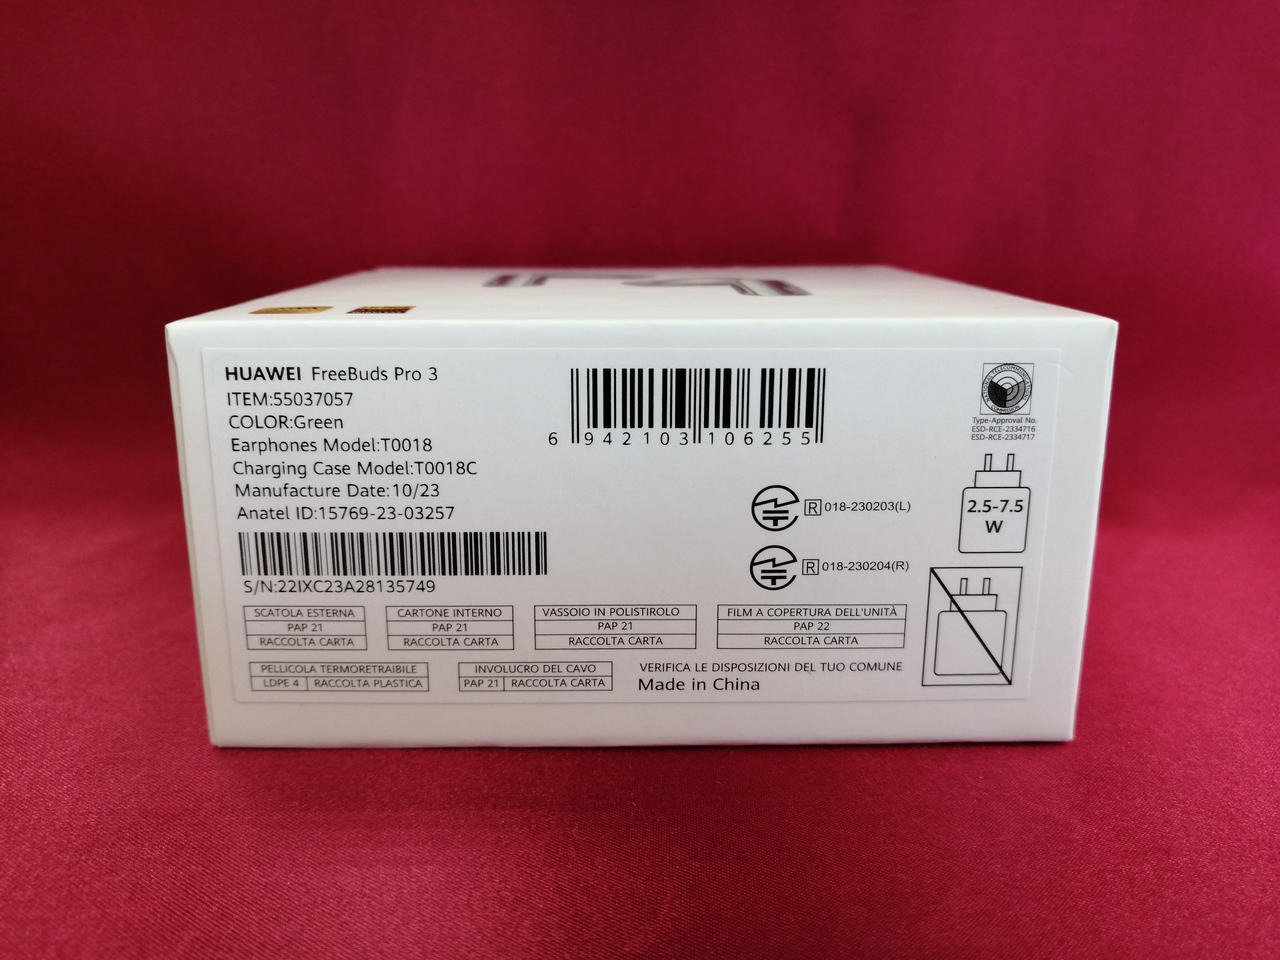 HUAWEI FreeBuds Pro 3
ITEM:55037057
COLOR:Green
Earphones Model:T0018
Charging Case Model:T0018C
Manufacture Date:10/23
Anatel ID:15769-23-03257
S/N:22IXC23A28135749
6 942103 106255
NATIONAL TELECOMMUNICATIONS COMMISSION
Type-Approval No.
ESD-RCE-2334716
ESD-RCE-2334717
R 018-230203(L)
R 018-230204(R)
2.5-7.5
W
SCATOLA ESTERNA
PAP 21
RACCOLTA CARTA
CARTONE INTERNO
PAP 21
RACCOLTA CARTA
VASSOIO IN POLISTIROLO
PAP 21
RACCOLTA CARTA
FILM A COPERTURA DELL'UNITÀ
PAP 22
RACCOLTA CARTA
PELLICOLA TERMORETRAIBILE
LDPE 4 RACCOLTA PLASTICA
INVOLUCRO DEL CAVO
PAP 21 RACCOLTA CARTA
VERIFICA LE DISPOSIZIONI DEL TUO COMUNE
Made in China